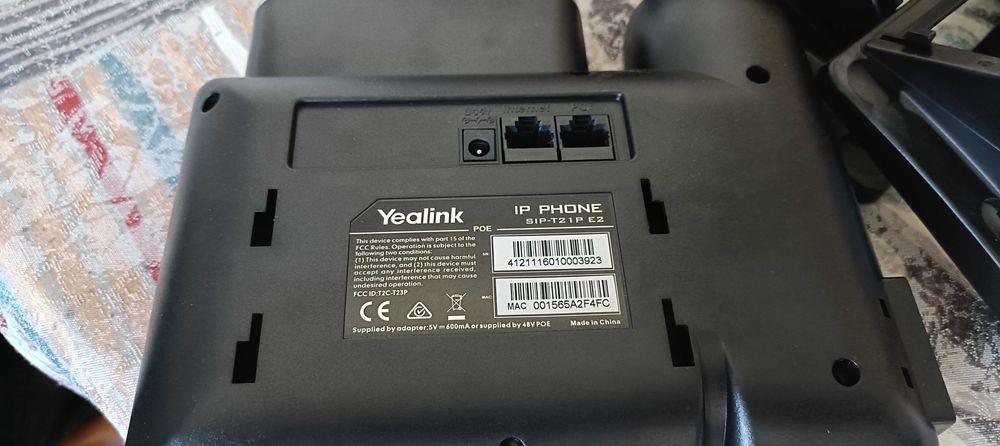 DC5V Internet PC
Yealink
IP PHONE
SIP-T21P E2
POE
This device complies with part 15 of the
FCC Rules. Operation is subject to the
following two conditions:
(1) This device may not cause harmful
interference, and (2) this device must
accept any interference received,
including interference that may cause
undesired operation.
FCC ID:T2C-T23P
SN:
4121116010003923
MAC:
MAC 001565A2F4FC
CE
Supplied by adapter:5V⎓600mA or supplied by 48V POE
Made in China